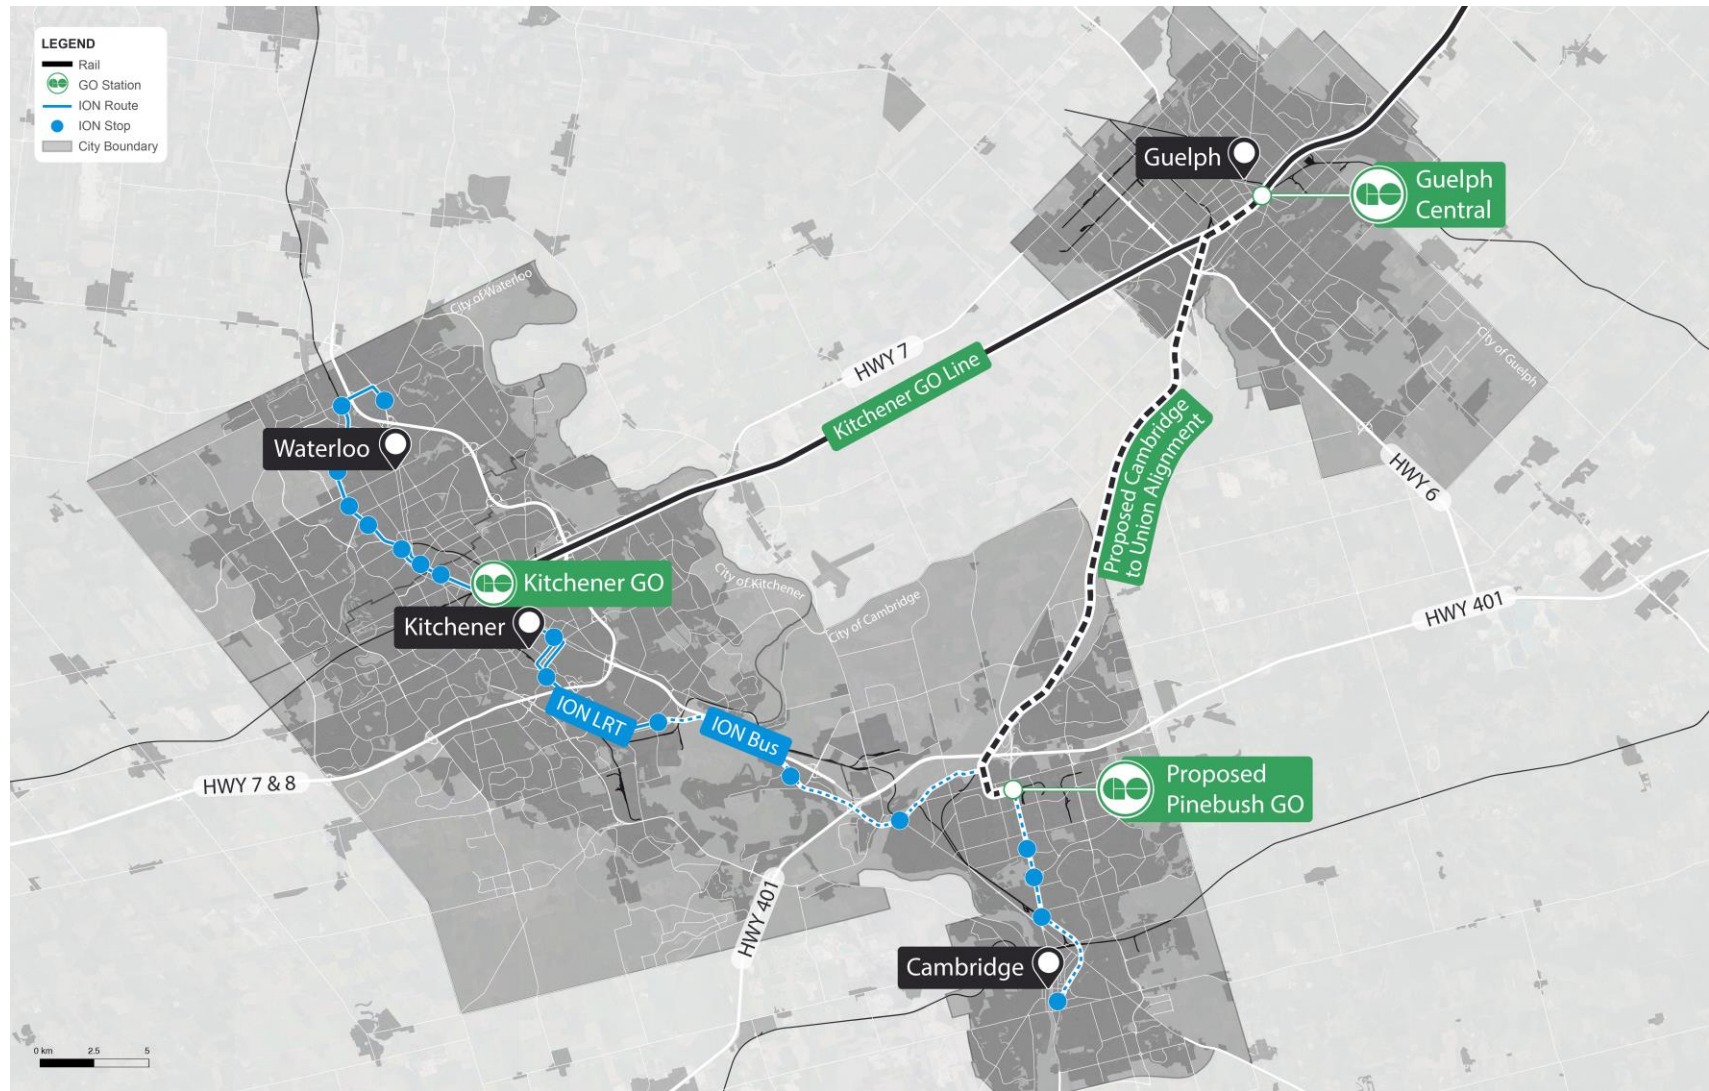 LEGEND
Rail
GO Station
ION Route
ION Stop
City Boundary
Guelph
Guelph
Central
City of Waterloo
City of Guelph
HWY 7
Kitchener GO Line
Waterloo
Proposed Cambridge
to Union Alignment
HWY 6
Kitchener GO
City of Kitchener
City of Cambridge
Kitchener
HWY 401
ION LRT
ION Bus
HWY 7 & 8
Proposed
Pinebush GO
HWY 401
Cambridge
0 km 2.5 5